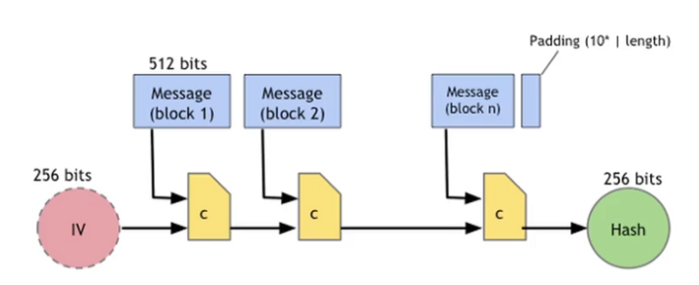 Padding (10* | length)
512 bits
Message
(block 1)
Message
(block 2)
Message
(block n)
256 bits
256 bits
IV
c
c
c
Hash